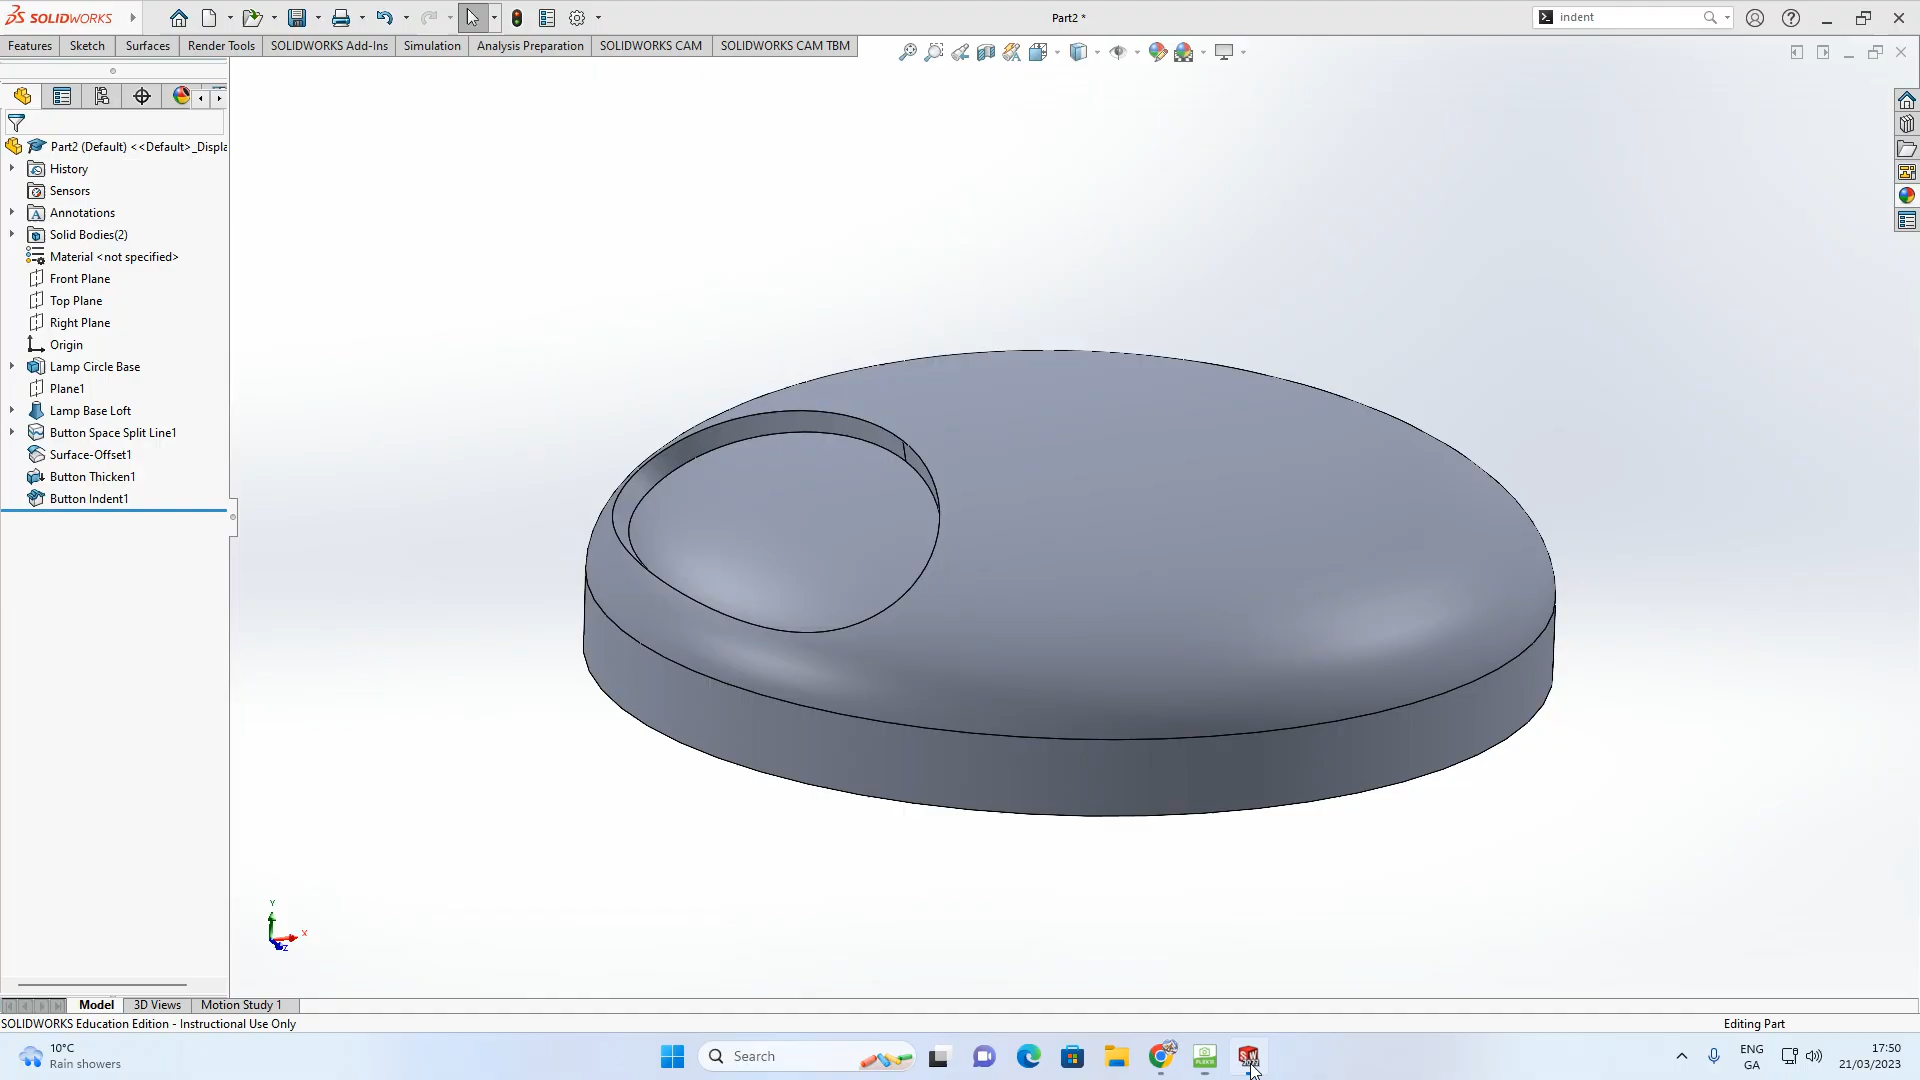 SOLIDWORKS
Part2 *
indent
Features
Sketch
Surfaces
Render Tools
SOLIDWORKS Add-Ins
Simulation
Analysis Preparation
SOLIDWORKS CAM
SOLIDWORKS CAM TBM
Part2 (Default) <<Default>_Displa
History
Sensors
Annotations
Solid Bodies(2)
Material <not specified>
Front Plane
Top Plane
Right Plane
Origin
Lamp Circle Base
Plane1
Lamp Base Loft
Button Space Split Line1
Surface-Offset1
Button Thicken1
Button Indent1
Y
X
Z
Model
3D Views
Motion Study 1
SOLIDWORKS Education Edition - Instructional Use Only
Editing Part
10°C
Rain showers
Search
ENG
GA
17:50
21/03/2023